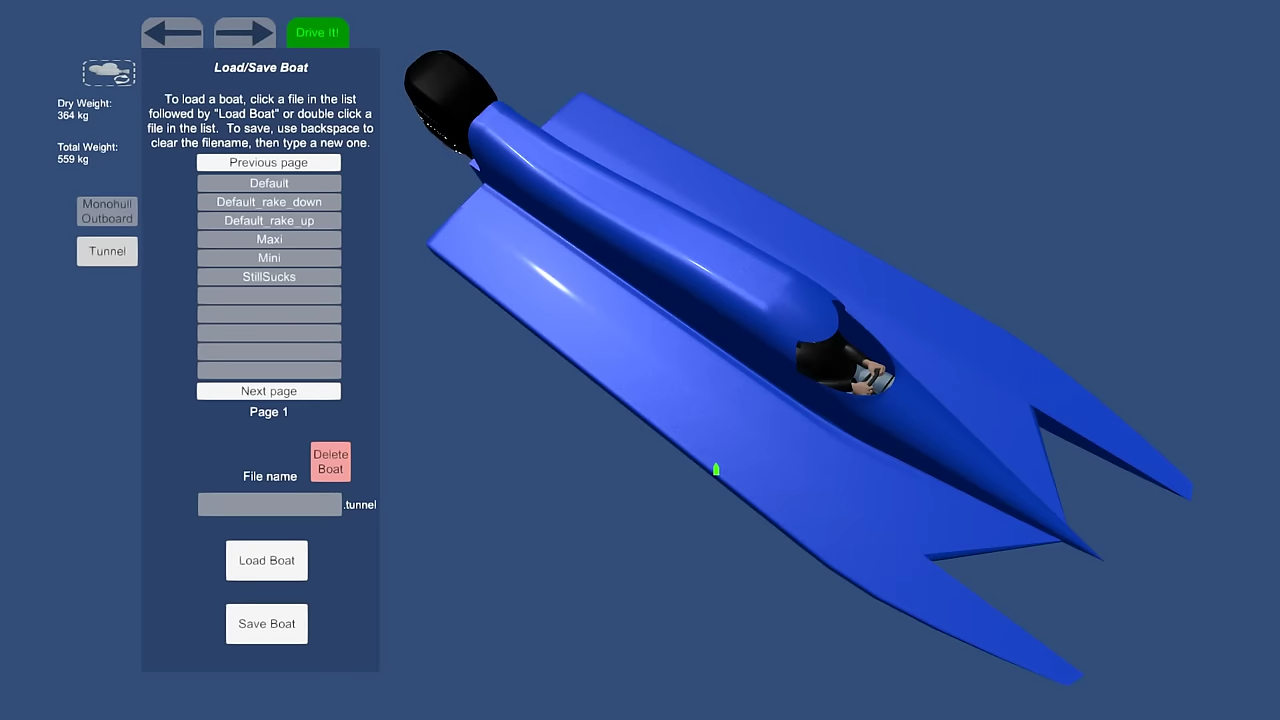 Drive It!
Load/Save Boat
To load a boat, click a file in the list
followed by "Load Boat" or double click a
file in the list. To save, use backspace to
clear the filename, then type a new one.
Dry Weight:
364 kg
Total Weight:
559 kg
Monohull
Outboard
Tunnel
Previous page
Default
Default_rake_down
Default_rake_up
Maxi
Mini
StillSucks
Next page
Page 1
Delete
Boat
File name
.tunnel
Load Boat
Save Boat